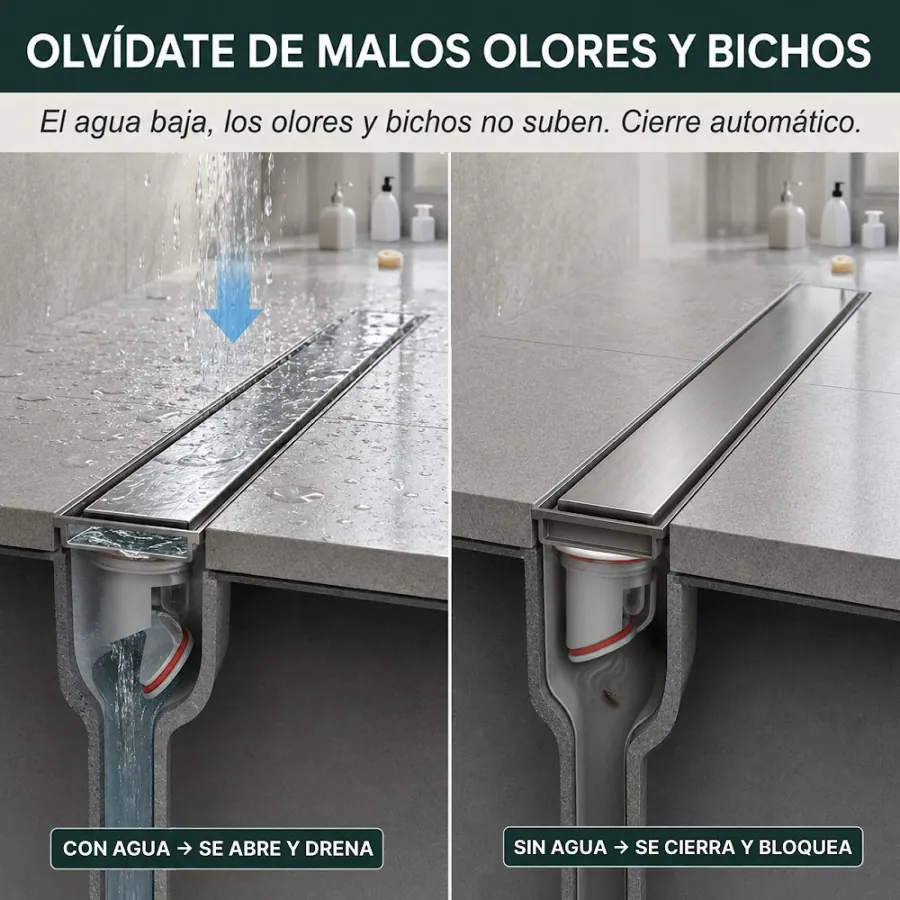 OLVÍDATE DE MALOS OLORES Y BICHOS
El agua baja, los olores y bichos no suben. Cierre automático.
CON AGUA → SE ABRE Y DRENA
SIN AGUA → SE CIERRA Y BLOQUEA